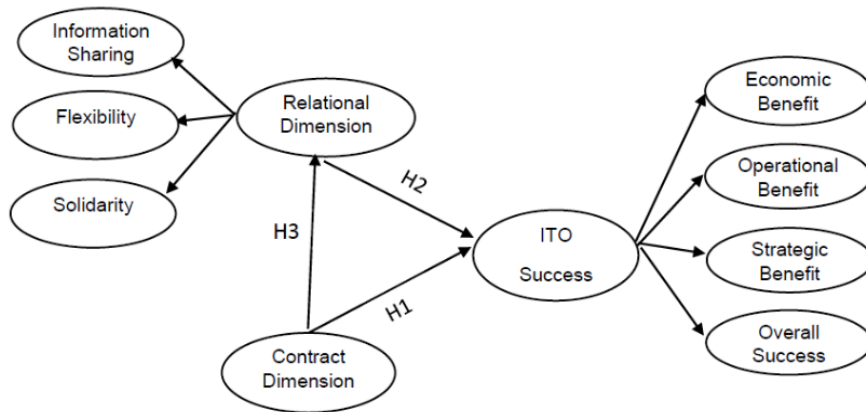 Information
Sharing
Flexibility
Solidarity
Relational
Dimension
H3
H2
H1
Contract
Dimension
ITO
Success
Economic
Benefit
Operational
Benefit
Strategic
Benefit
Overall
Success